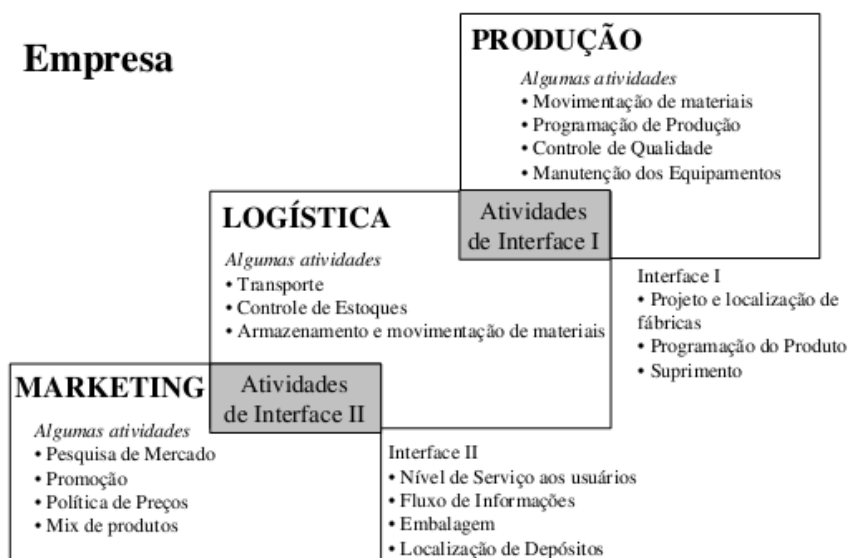 Empresa
PRODUÇÃO
Algumas atividades
• Movimentação de materiais
• Programação de Produção
• Controle de Qualidade
• Manutenção dos Equipamentos
LOGÍSTICA
Algumas atividades
• Transporte
• Controle de Estoques
• Armazenamento e movimentação de materiais
Atividades
de Interface I
Interface I
• Projeto e localização de
fábricas
• Programação do Produto
• Suprimento
MARKETING
Algumas atividades
• Pesquisa de Mercado
• Promoção
• Política de Preços
• Mix de produtos
Atividades
de Interface II
Interface II
• Nível de Serviço aos usuários
• Fluxo de Informações
• Embalagem
• Localização de Depósitos